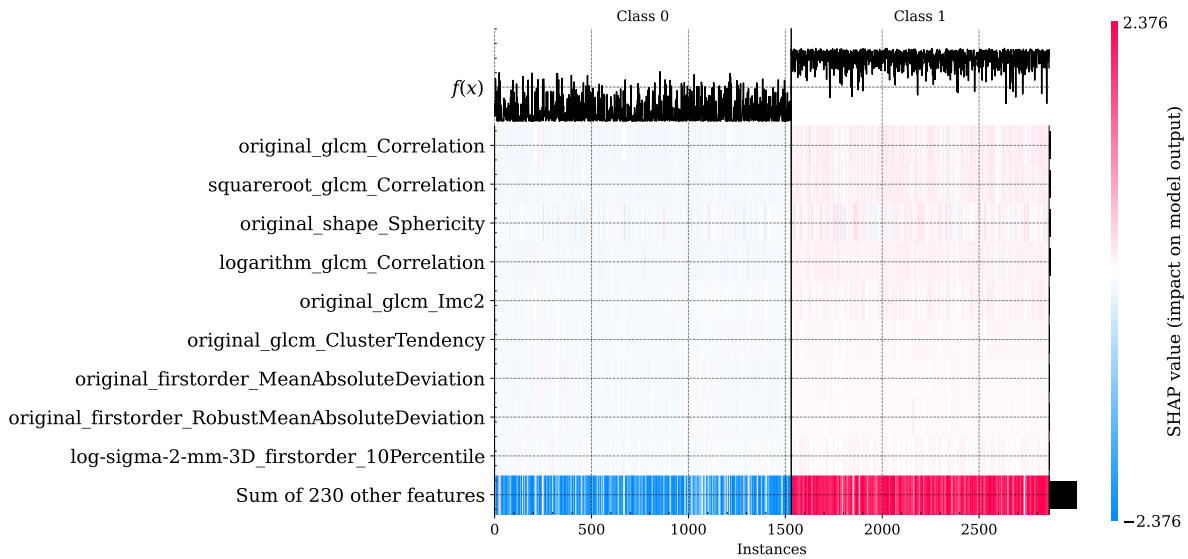 Class 0 Class 1
2.376
f(x)
original_glcm_Correlation
squareroot_glcm_Correlation
original_shape_Sphericity
logarithm_glcm_Correlation
original_glcm_Imc2
original_glcm_ClusterTendency
original_firstorder_MeanAbsoluteDeviation
original_firstorder_RobustMeanAbsoluteDeviation
log-sigma-2-mm-3D_firstorder_10Percentile
Sum of 230 other features
0 500 1000 1500 2000 2500
Instances
−2.376
SHAP value (impact on model output)